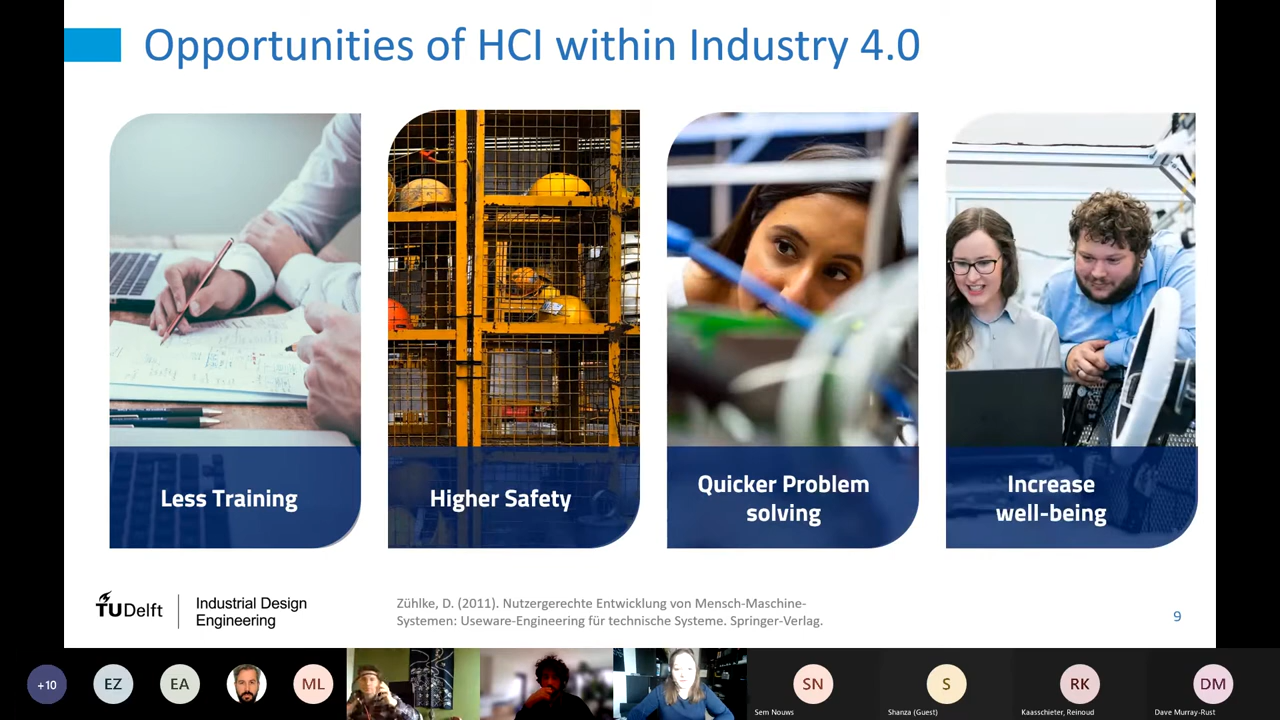 Opportunities of HCI within Industry 4.0
Less Training
Higher Safety
Quicker Problem
solving
Increase
well-being
TUDelft
Industrial Design
Engineering
Zühlke, D. (2011). Nutzergerechte Entwicklung von Mensch-Maschine-
Systemen: Useware-Engineering für technische Systeme. Springer-Verlag.
9
+10
EZ
EA
ML
SN
Sem Nouws
S
Shanza (Guest)
RK
Kaasschieter, Reinoud
DM
Dave Murray-Rust